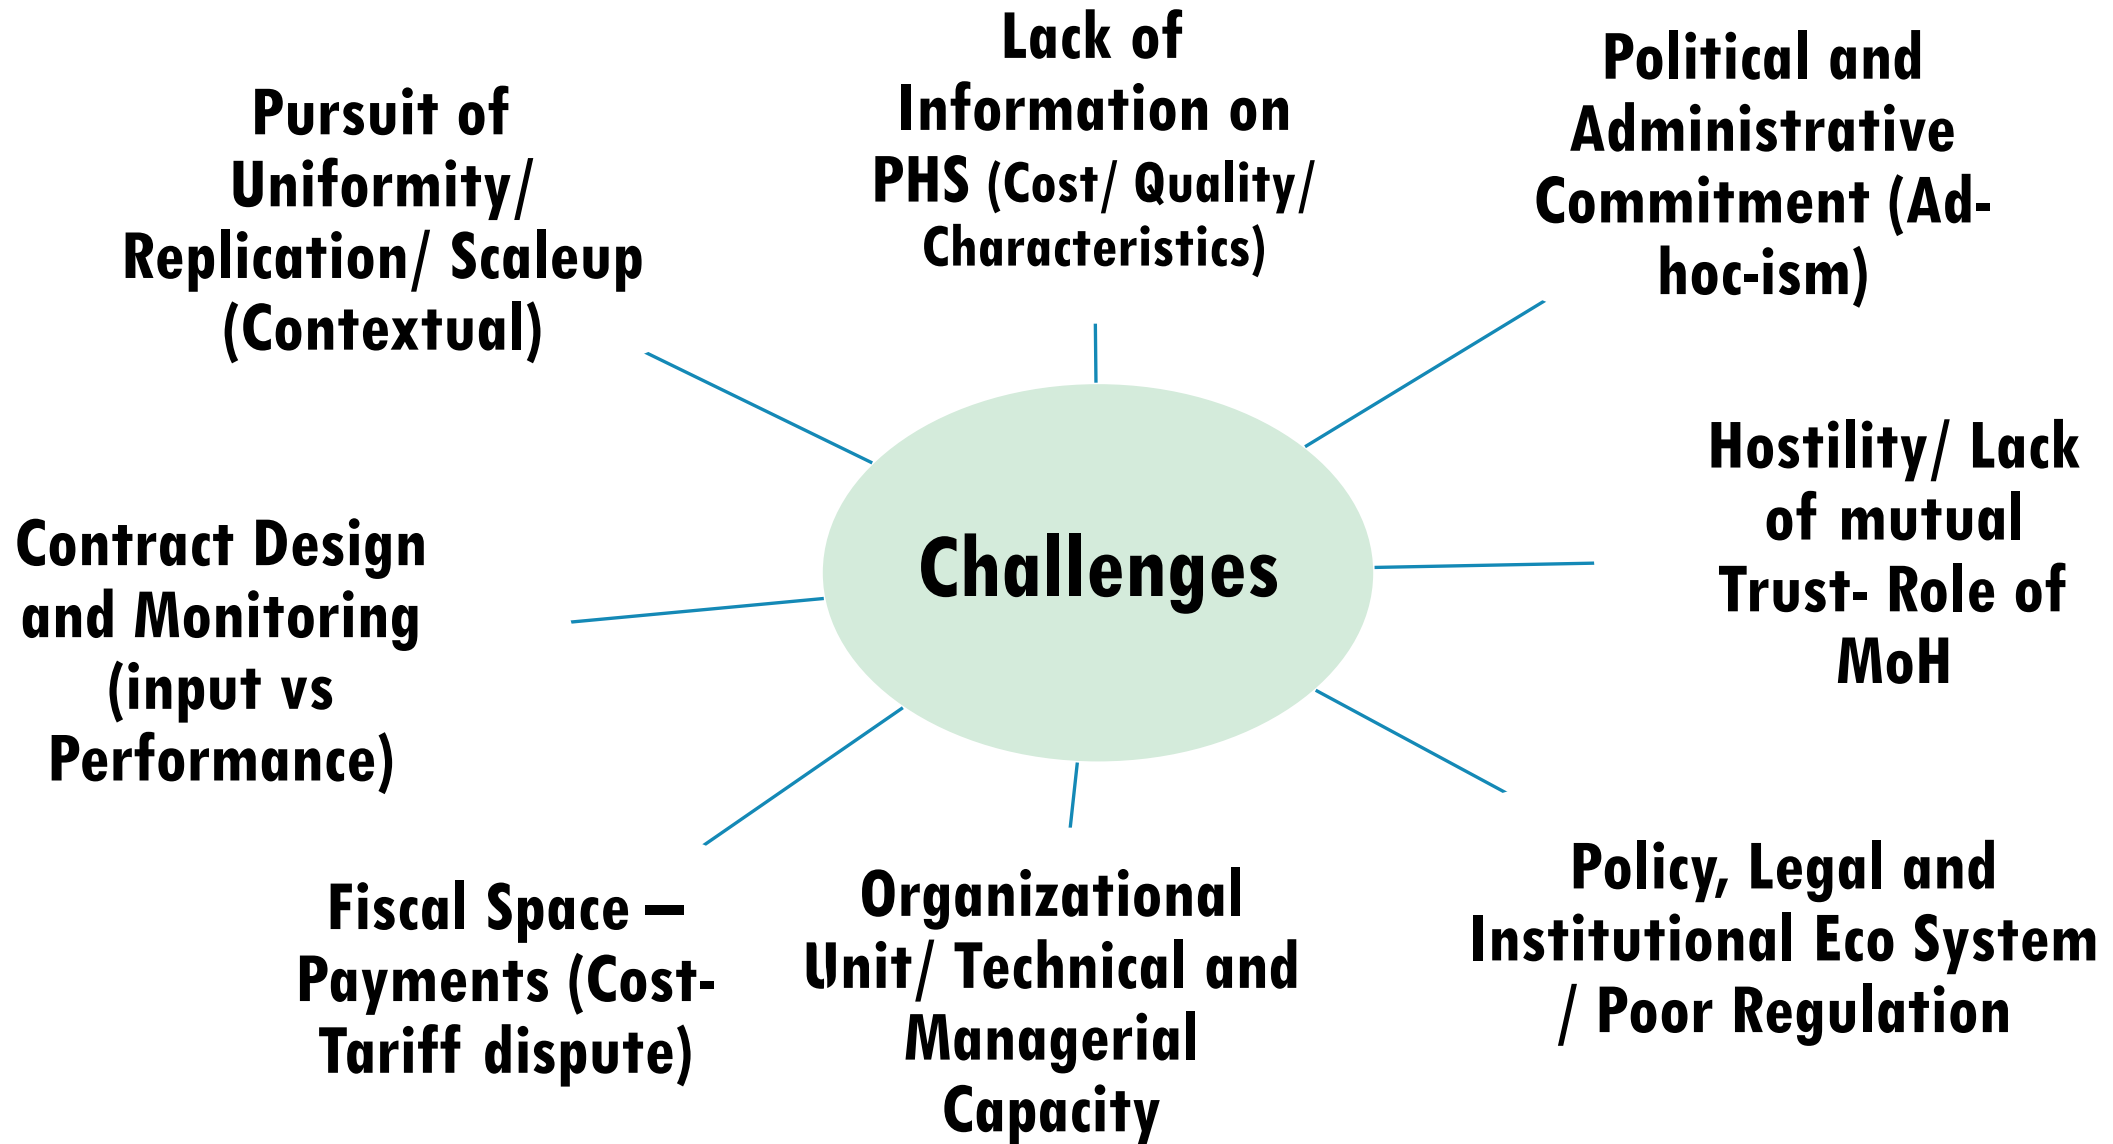 Lack of
Information on
PHS (Cost/ Quality/
Characteristics)
Political and
Administrative
Commitment (Ad-
hoc-ism)
Hostility/ Lack
of mutual
Trust- Role of
MoH
Policy, Legal and
Institutional Eco System
/ Poor Regulation
Organizational
Unit/ Technical and
Managerial
Capacity
Fiscal Space –
Payments (Cost-
Tariff dispute)
Contract Design
and Monitoring
(input vs
Performance)
Pursuit of
Uniformity/
Replication/ Scaleup
(Contextual)
Challenges